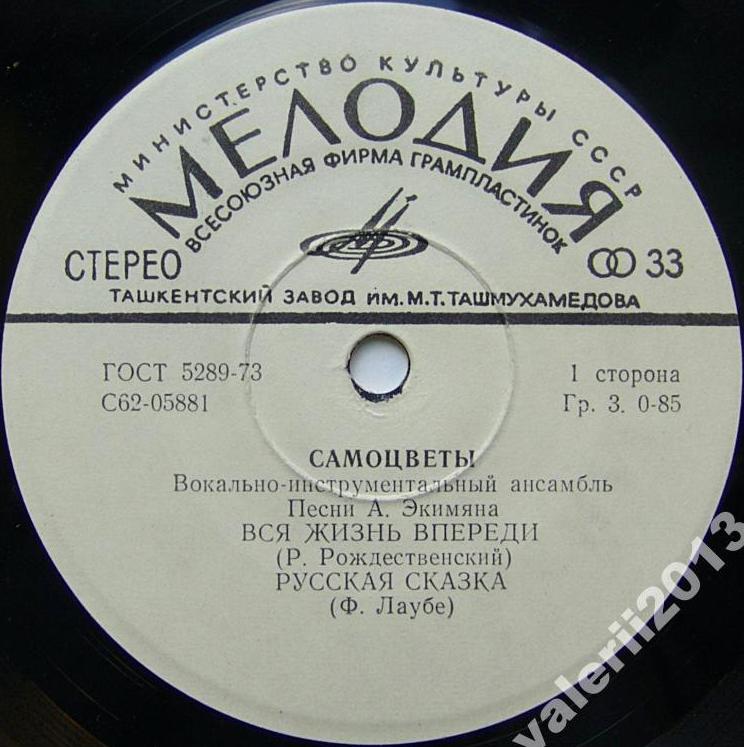 МИНИСТЕРСТВО КУЛЬТУРЫ СССР
МЕЛОДИЯ
ВСЕСОЮЗНАЯ ФИРМА ГРАМПЛАСТИНОК
СТЕРЕО 33
ТАШКЕНТСКИЙ ЗАВОД ИМ. М.Т. ТАШМУХАМЕДОВА
ГОСТ 5289-73 1 сторона
С62-05881 Гр. 3. 0-85
САМОЦВЕТЫ
Вокально-инструментальный ансамбль
Песни А. Экимяна
ВСЯ ЖИЗНЬ ВПЕРЕДИ
(Р. Рождественский)
РУССКАЯ СКАЗКА
(Ф. Лаубе)
valerii2013